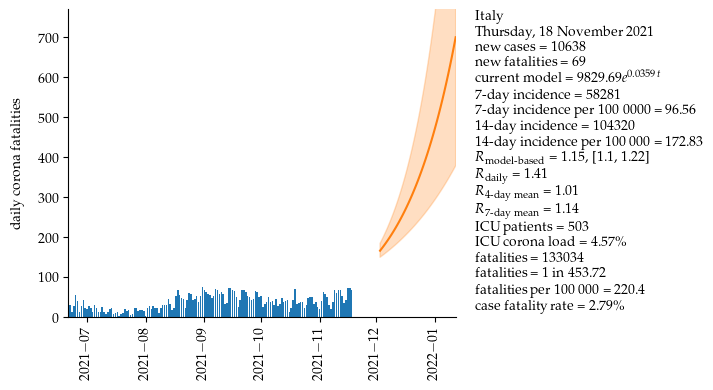 Italy
Thursday, 18 November 2021
new cases = 10638
new fatalities = 69
current model = 9829.69e^0.0359 t
7-day incidence = 58281
7-day incidence per 100 0000 = 96.56
14-day incidence = 104320
14-day incidence per 100 000 = 172.83
R_model-based = 1.15, [1.1, 1.22]
R_daily = 1.41
R_4-day mean = 1.01
R_7-day mean = 1.14
ICU patients = 503
ICU corona load = 4.57%
fatalities = 133034
fatalities = 1 in 453.72
fatalities per 100 000 = 220.4
case fatality rate = 2.79%
daily corona fatalities
700
600
500
400
300
200
100
0
2021−07
2021−08
2021−09
2021−10
2021−11
2021−12
2022−01